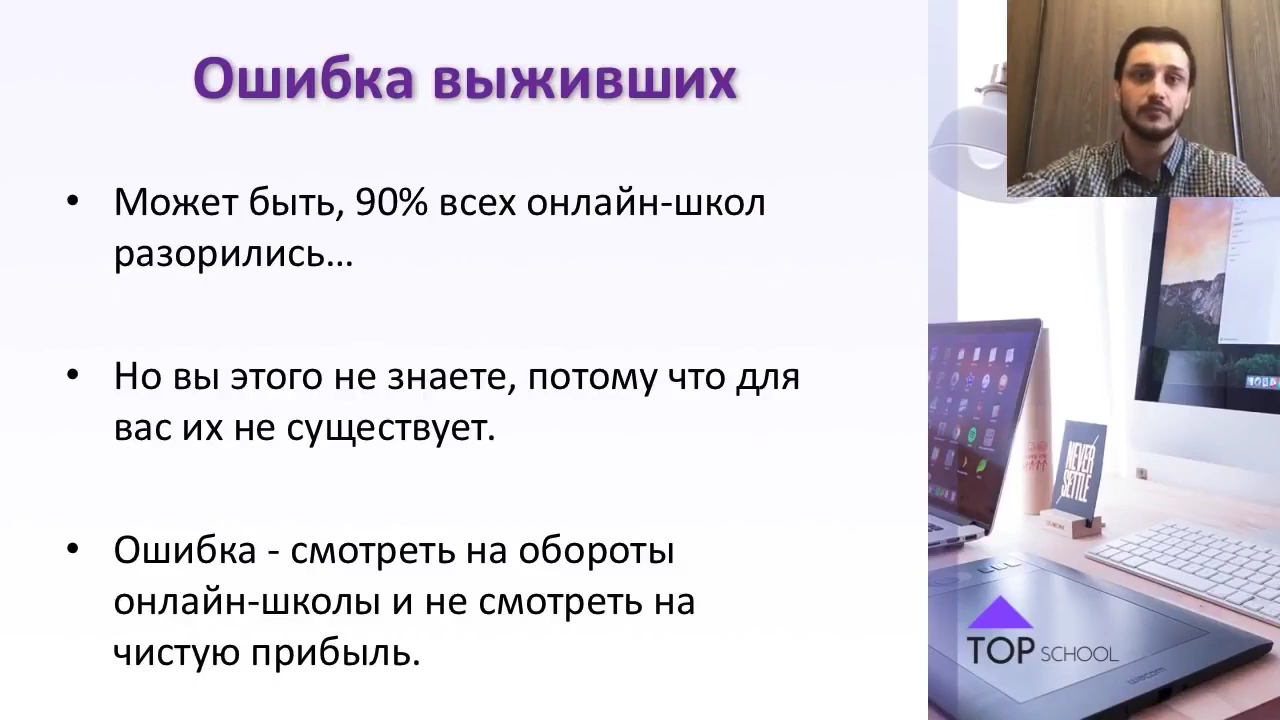 Ошибка выживших
• Может быть, 90% всех онлайн-школ
разорились...
• Но вы этого не знаете, потому что для
вас их не существует.
• Ошибка - смотреть на обороты
онлайн-школы и не смотреть на
чистую прибыль.
NEVER
SETTLE
TOP SCHOOL
wacom